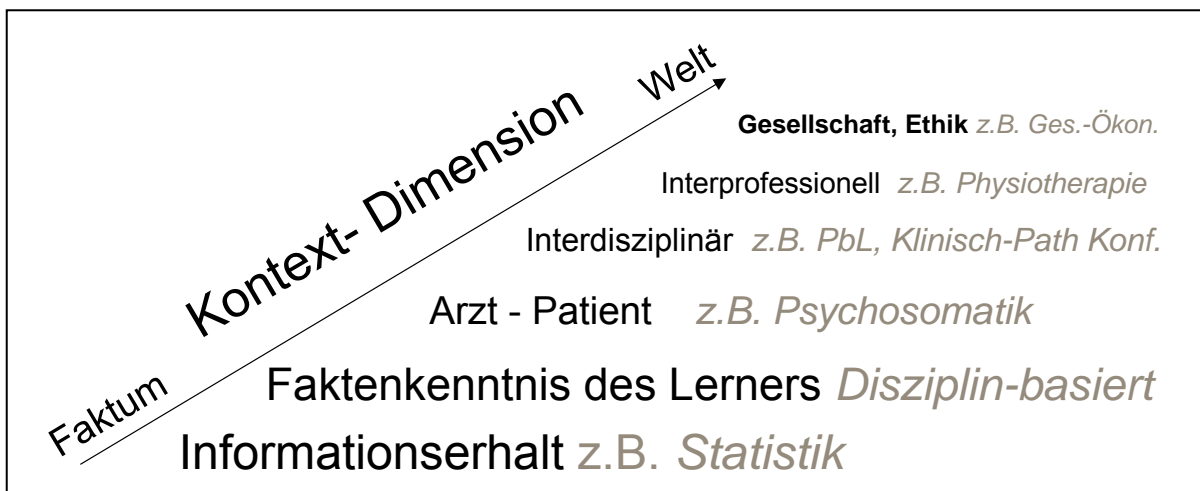 Welt
Kontext- Dimension
Faktum
Gesellschaft, Ethik z.B. Ges.-Ökon.
Interprofessionell z.B. Physiotherapie
Interdisziplinär z.B. PbL, Klinisch-Path Konf.
Arzt - Patient z.B. Psychosomatik
Faktenkenntnis des Lerners Disziplin-basiert
Informationserhalt z.B. Statistik